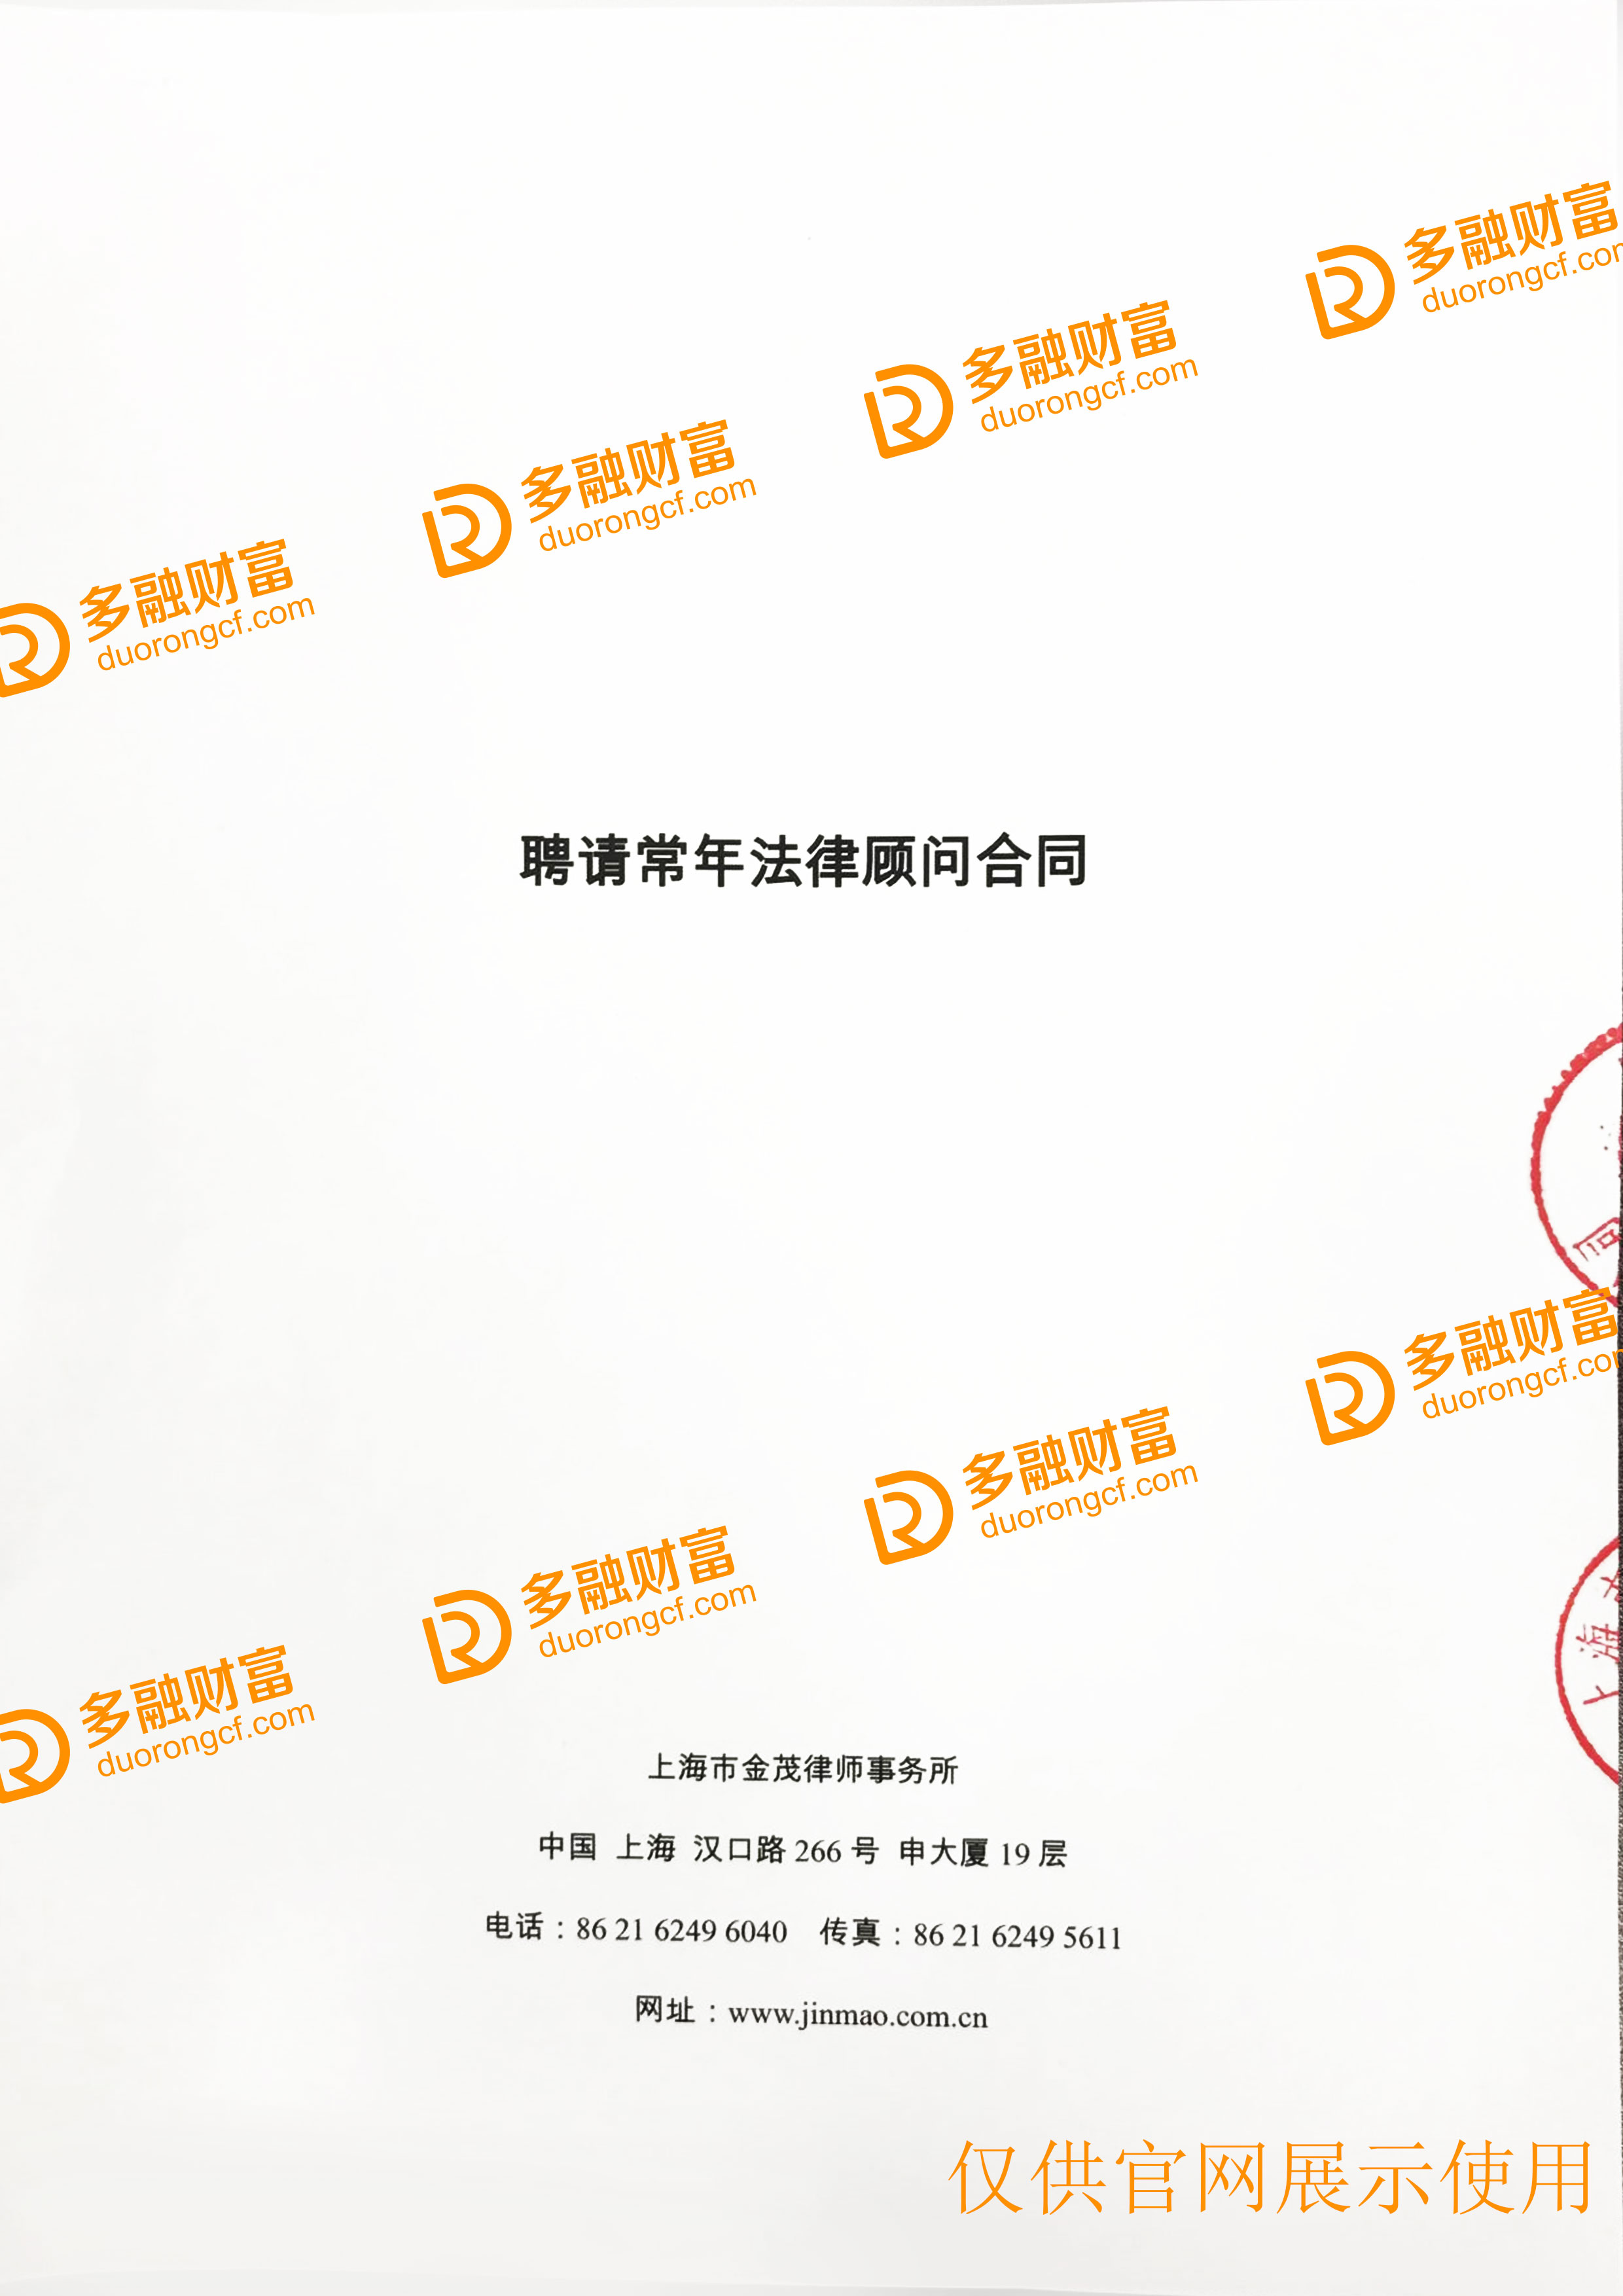 多融财富
duorongcf.com
多融财富
duorongcf.com
多融财富
duorongcf.com
多融财富
duorongcf.com
聘请常年法律顾问合同
多融财富
duorongcf.com
多融财富
duorongcf.com
多融财富
duorongcf.com
多融财富
duorongcf.com
上海
上海市金茂律师事务所
中国 上海 汉口路 266 号 申大厦 19 层
电话：86 21 6249 6040 传真：86 21 6249 5611
网址：www.jinmao.com.cn
仅供官网展示使用